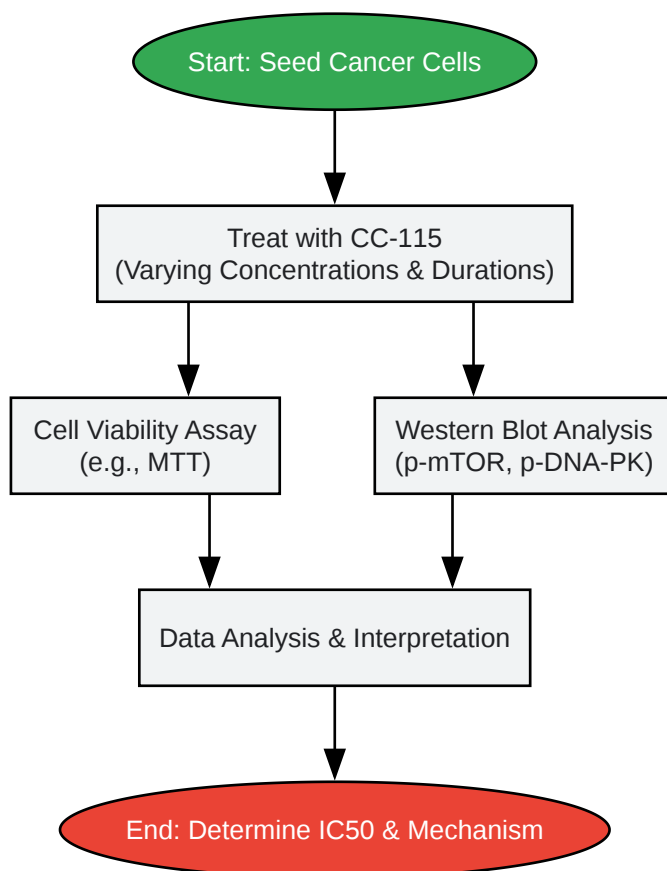 Start: Seed Cancer Cells
Treat with CC-115
(Varying Concentrations & Durations)
Cell Viability Assay
(e.g., MTT)
Western Blot Analysis
(p-mTOR, p-DNA-PK)
Data Analysis & Interpretation
End: Determine IC50 & Mechanism